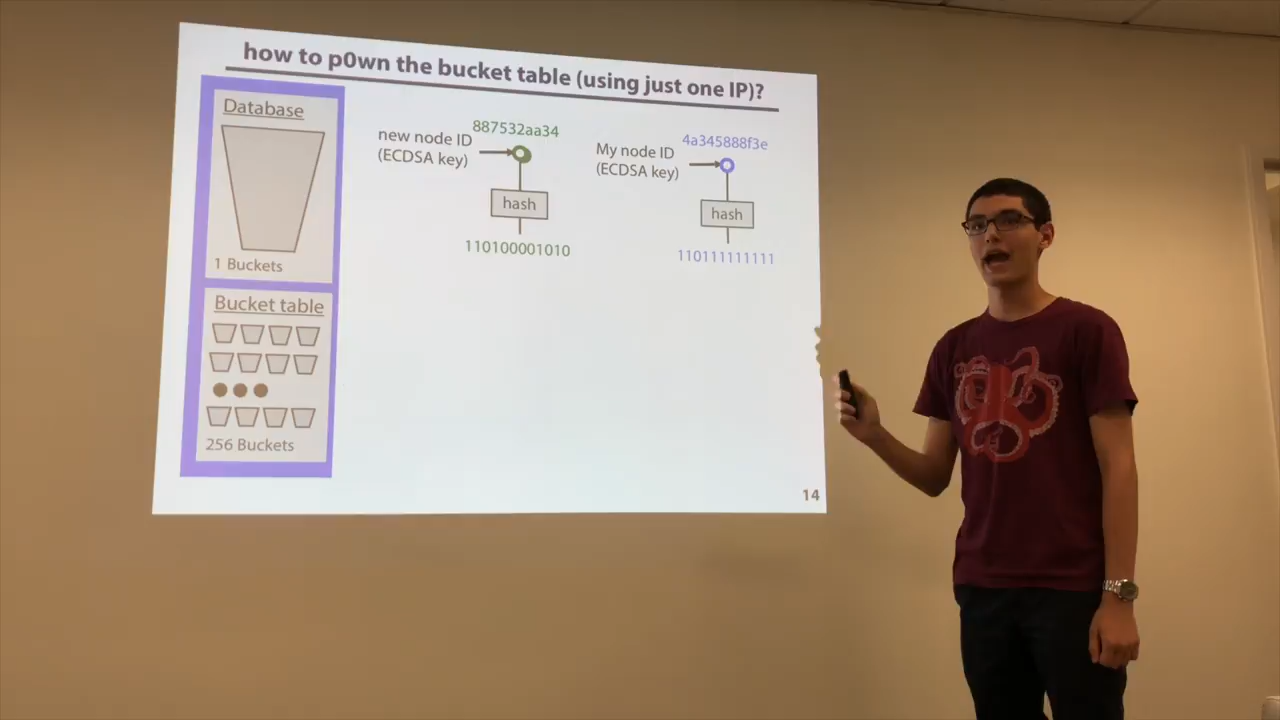 how to p0wn the bucket table (using just one IP)?
Database
1 Buckets
Bucket table
256 Buckets
887532aa34
new node ID
(ECDSA key)
hash
110100001010
4a345888f3e
My node ID
(ECDSA key)
hash
110111111111
14